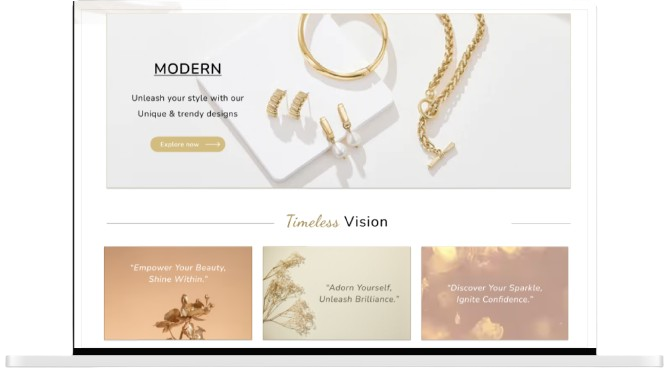 MODERN
Unleash your style with our
Unique & trendy designs
Explore now
Timeless Vision
“Empower Your Beauty,
Shine Within.”
“Adorn Yourself,
Unleash Brilliance.”
“Discover Your Sparkle,
Ignite Confidence.”